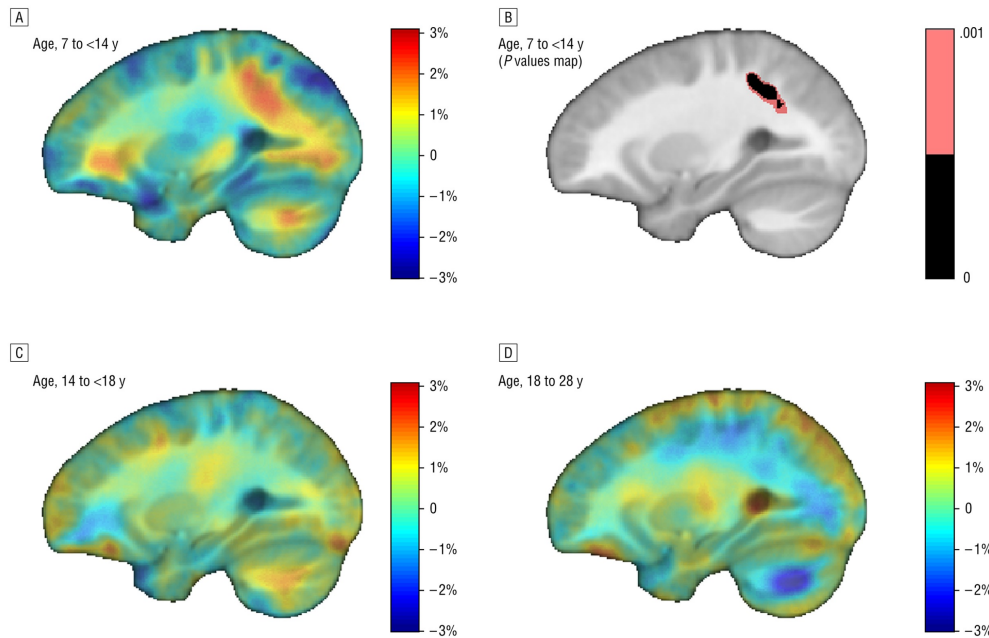 A
Age, 7 to <14 y
3%
2%
1%
0
−1%
−2%
−3%
B
Age, 7 to <14 y
(P values map)
.001
0
C
Age, 14 to <18 y
3%
2%
1%
0
−1%
−2%
−3%
D
Age, 18 to 28 y
3%
2%
1%
0
−1%
−2%
−3%